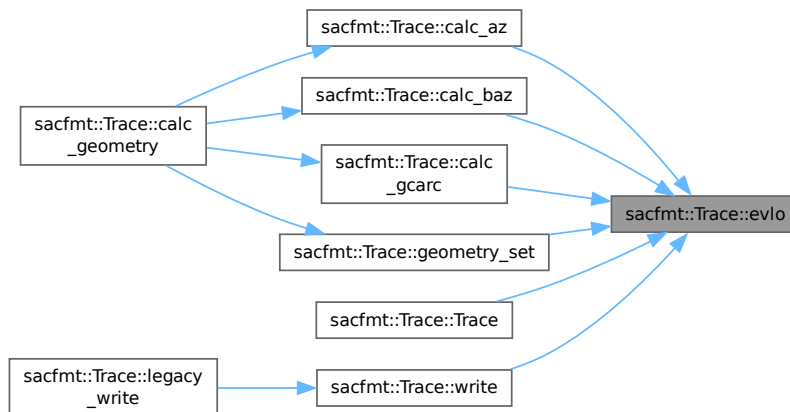 sacfmt::Trace::calc_az
sacfmt::Trace::calc_baz
sacfmt::Trace::calc
_geometry
sacfmt::Trace::calc
_gcarc
sacfmt::Trace::evlo
sacfmt::Trace::geometry_set
sacfmt::Trace::Trace
sacfmt::Trace::legacy
_write
sacfmt::Trace::write